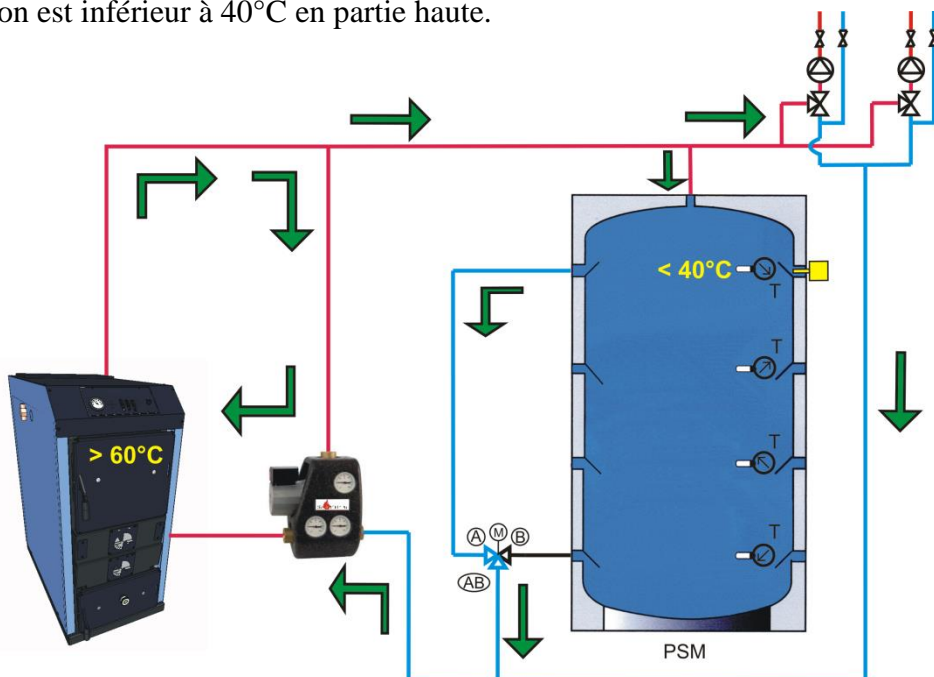 on est inférieur à 40°C en partie haute.
< 40°C
T
T
> 60°C
T
A M B
T
AB
PSM